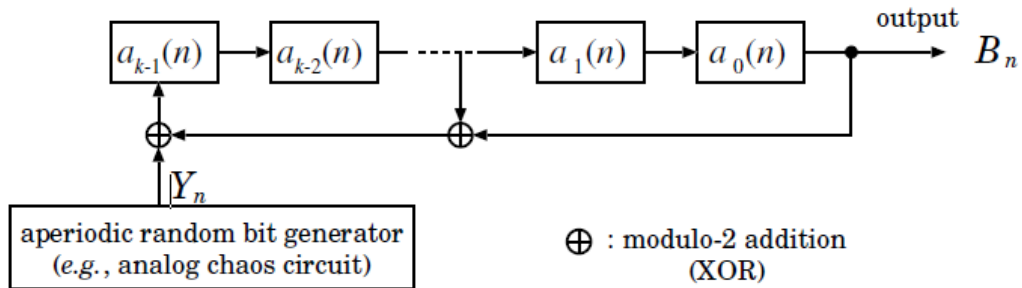 output
a_{k-1}(n)
a_{k-2}(n)
a_1(n)
a_0(n)
B_n
Y_n
aperiodic random bit generator
(e.g., analog chaos circuit)
⊕ : modulo-2 addition
(XOR)